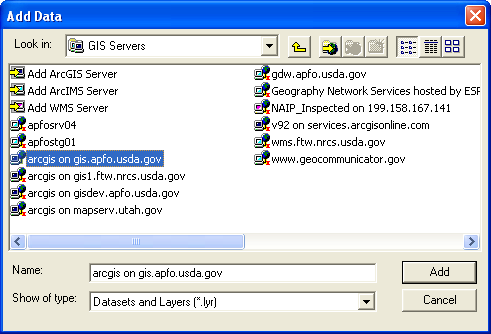 Add Data
Look in: GIS Servers
Add ArcGIS Server
Add ArcIMS Server
Add WMS Server
apfosrv04
apfostg01
arcgis on gis.apfo.usda.gov
arcgis on gis1.ftw.nrcs.usda.gov
arcgis on gisdev.apfo.usda.gov
arcgis on mapserv.utah.gov
gdw.apfo.usda.gov
Geography Network Services hosted by ESR
NAIP_Inspected on 199.158.167.141
v92 on services.arcgisonline.com
wms.ftw.nrcs.usda.gov
www.geocommunicator.gov
Name: arcgis on gis.apfo.usda.gov
Add
Show of type: Datasets and Layers (*.lyr)
Cancel